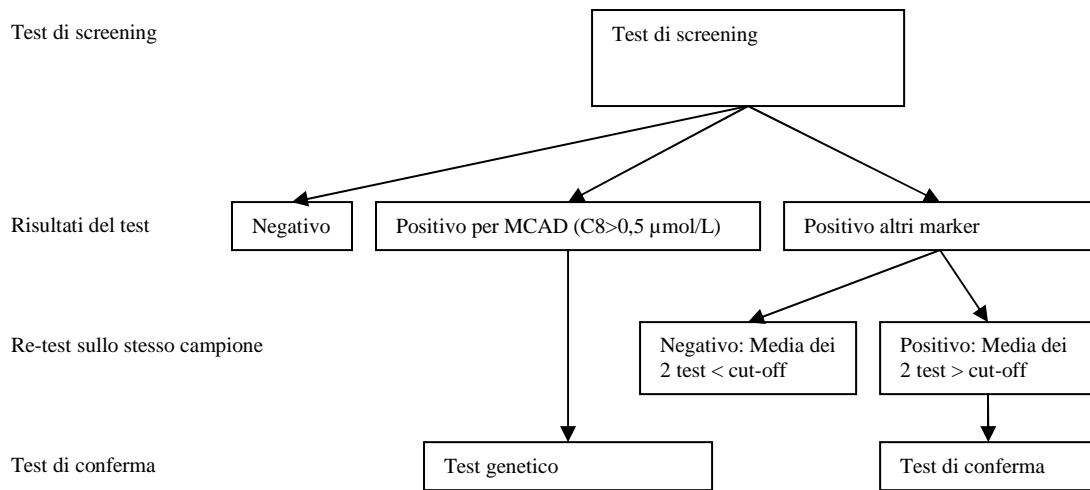 Test di screening
Test di screening
Risultati del test
Negativo
Positivo per MCAD (C8>0,5 µmol/L)
Positivo altri marker
Re-test sullo stesso campione
Negativo: Media dei
2 test < cut-off
Positivo: Media dei
2 test > cut-off
Test di conferma
Test genetico
Test di conferma